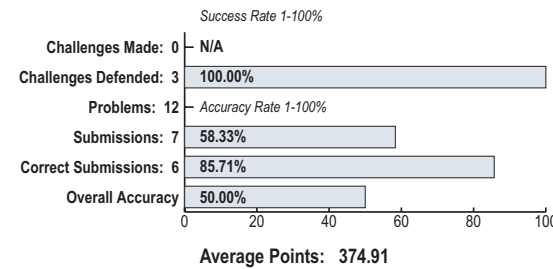 Success Rate 1-100%
Challenges Made: 0 N/A
Challenges Defended: 3 100.00%
Problems: 12 Accuracy Rate 1-100%
Submissions: 7 58.33%
Correct Submissions: 6 85.71%
Overall Accuracy 50.00%
0 20 40 60 80 100
Average Points: 374.91